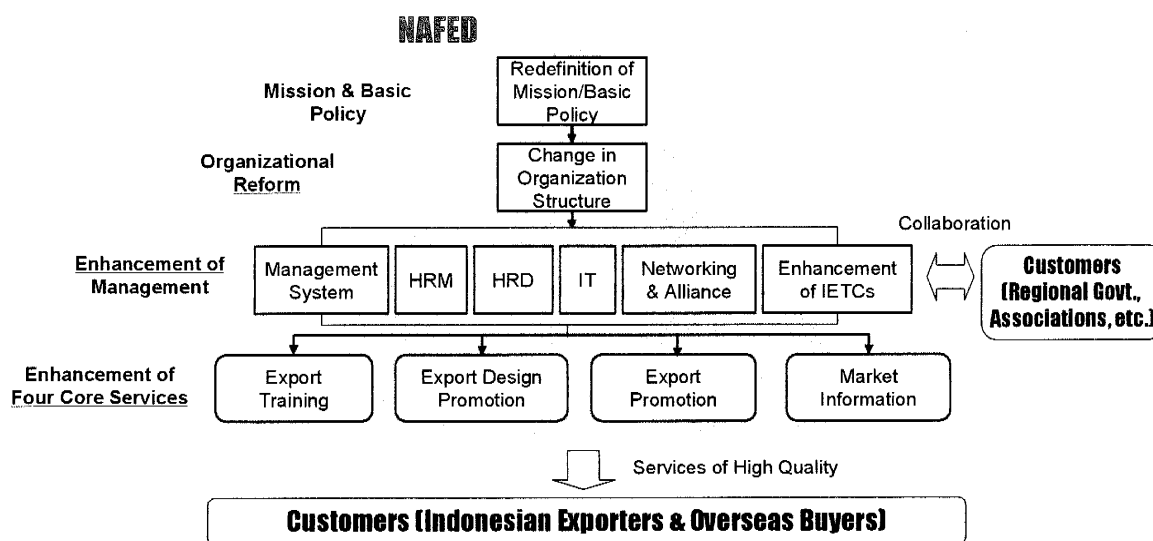 NAFED
Mission & Basic
Policy
Redefinition of
Mission/Basic
Policy
Organizational
Reform
Change in
Organization
Structure
Collaboration
Enhancement of
Management
Management
System
HRM
HRD
IT
Networking
& Alliance
Enhancement
of IETCs
Customers
(Regional Govt.,
Associations, etc.)
Enhancement of
Four Core Services
Export
Training
Export Design
Promotion
Export
Promotion
Market
Information
Services of High Quality
Customers (Indonesian Exporters & Overseas Buyers)